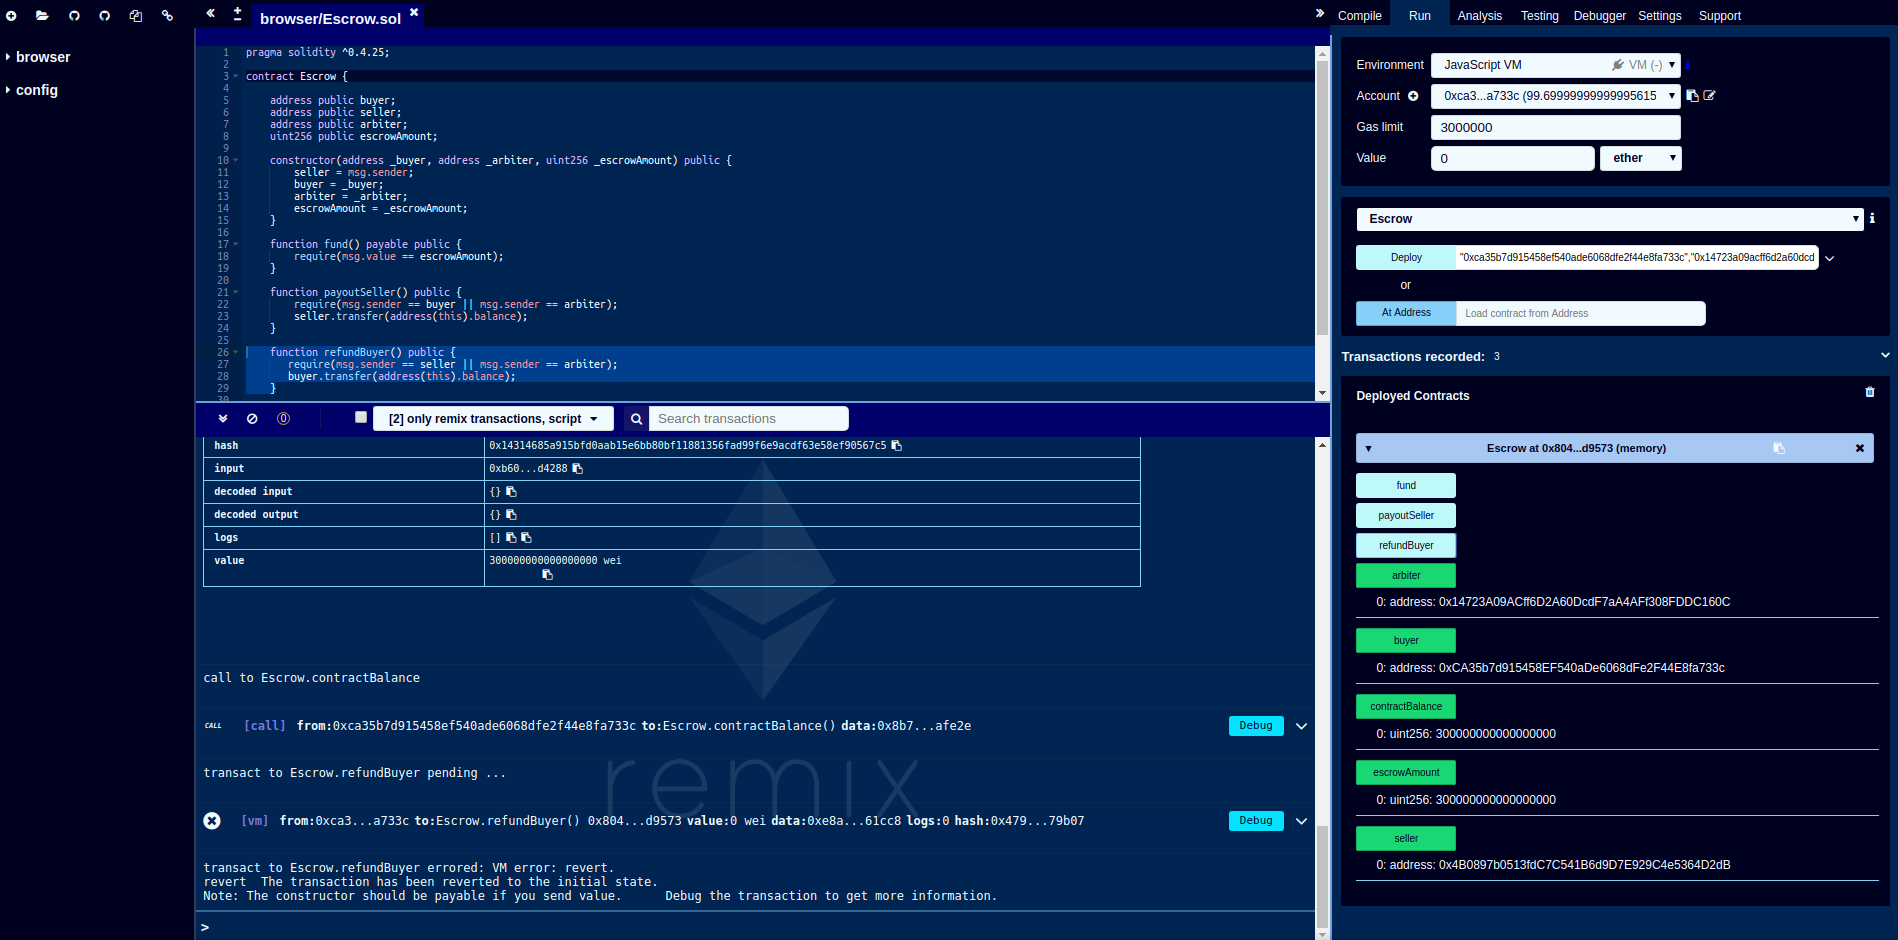 browser/Escrow.sol
browser
config
1 pragma solidity ^0.4.25;
2
3 contract Escrow {
4
5 address public buyer;
6 address public seller;
7 address public arbiter;
8 uint256 public escrowAmount;
9
10 constructor(address _buyer, address _arbiter, uint256 _escrowAmount) public {
11 seller = msg.sender;
12 buyer = _buyer;
13 arbiter = _arbiter;
14 escrowAmount = _escrowAmount;
15 }
16
17 function fund() payable public {
18 require(msg.value == escrowAmount);
19 }
20
21 function payoutSeller() public {
22 require(msg.sender == buyer || msg.sender == arbiter);
23 seller.transfer(address(this).balance);
24 }
25
26 function refundBuyer() public {
27 require(msg.sender == seller || msg.sender == arbiter);
28 buyer.transfer(address(this).balance);
29 }
30
0 [2] only remix transactions, script Search transactions
hash 0x14314685a915bfd0aab15e6bb80bf11881356fad99f6e9acdf63e58ef90567c5
input 0xb60...d4288
decoded input {}
decoded output {}
logs []
value 300000000000000000 wei
call to Escrow.contractBalance
CALL [call] from:0xca35b7d915458ef540ade6068dfe2f44e8fa733c to:Escrow.contractBalance() data:0x8b7...afe2e Debug
transact to Escrow.refundBuyer pending ...
remix
[vm] from:0xca3...a733c to:Escrow.refundBuyer() 0x804...d9573 value:0 wei data:0xe8a...61cc8 logs:0 hash:0x479...79b07 Debug
transact to Escrow.refundBuyer errored: VM error: revert.
revert The transaction has been reverted to the initial state.
Note: The constructor should be payable if you send value. Debug the transaction to get more information.
>
Compile Run Analysis Testing Debugger Settings Support
Environment JavaScript VM VM (-)
Account 0xca3...a733c (99.69999999999995615
Gas limit 3000000
Value 0 ether
Escrow
Deploy "0xca35b7d915458ef540ade6068dfe2f44e8fa733c","0x14723a09acff6d2a60dcd
or
At Address Load contract from Address
Transactions recorded: 3
Deployed Contracts
Escrow at 0x804...d9573 (memory)
fund
payoutSeller
refundBuyer
arbiter
0: address: 0x14723A09ACff6D2A60DcdF7aA4AFf308FDDC160C
buyer
0: address: 0xCA35b7d915458EF540aDe6068dFe2F44E8fa733c
contractBalance
0: uint256: 300000000000000000
escrowAmount
0: uint256: 300000000000000000
seller
0: address: 0x4B0897b0513fdC7C541B6d9D7E929C4e5364D2dB